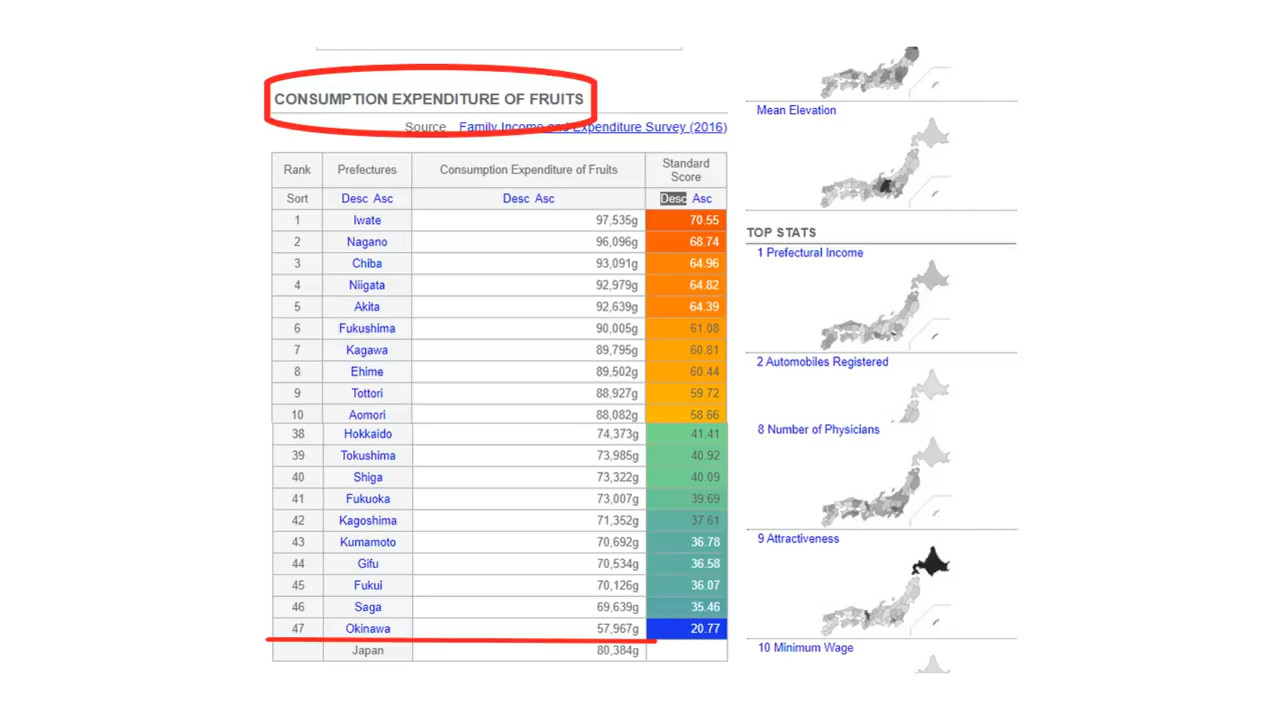 CONSUMPTION EXPENDITURE OF FRUITS
Source Family Income and Expenditure Survey (2016)
Rank Prefectures Consumption Expenditure of Fruits Standard Score
Sort Desc Asc Desc Asc Desc Asc
1 Iwate 97,535g 70.55
2 Nagano 96,096g 68.74
3 Chiba 93,091g 64.96
4 Niigata 92,979g 64.82
5 Akita 92,639g 64.39
6 Fukushima 90,005g 61.08
7 Kagawa 89,795g 60.81
8 Ehime 89,502g 60.44
9 Tottori 88,927g 59.72
10 Aomori 88,082g 58.66
38 Hokkaido 74,373g 41.41
39 Tokushima 73,985g 40.92
40 Shiga 73,322g 40.09
41 Fukuoka 73,007g 39.69
42 Kagoshima 71,352g 37.61
43 Kumamoto 70,692g 36.78
44 Gifu 70,534g 36.58
45 Fukui 70,126g 36.07
46 Saga 69,639g 35.46
47 Okinawa 57,967g 20.77
Japan 80,384g
Mean Elevation
TOP STATS
1 Prefectural Income
2 Automobiles Registered
8 Number of Physicians
9 Attractiveness
10 Minimum Wage